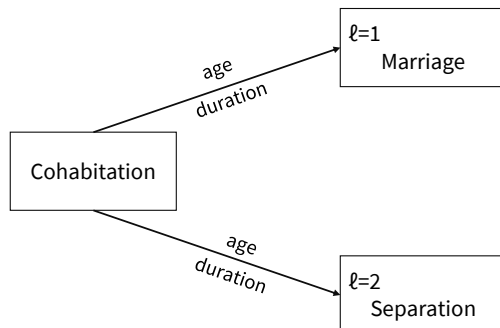 ℓ=1
Marriage
age
duration
Cohabitation
age
duration
ℓ=2
Separation